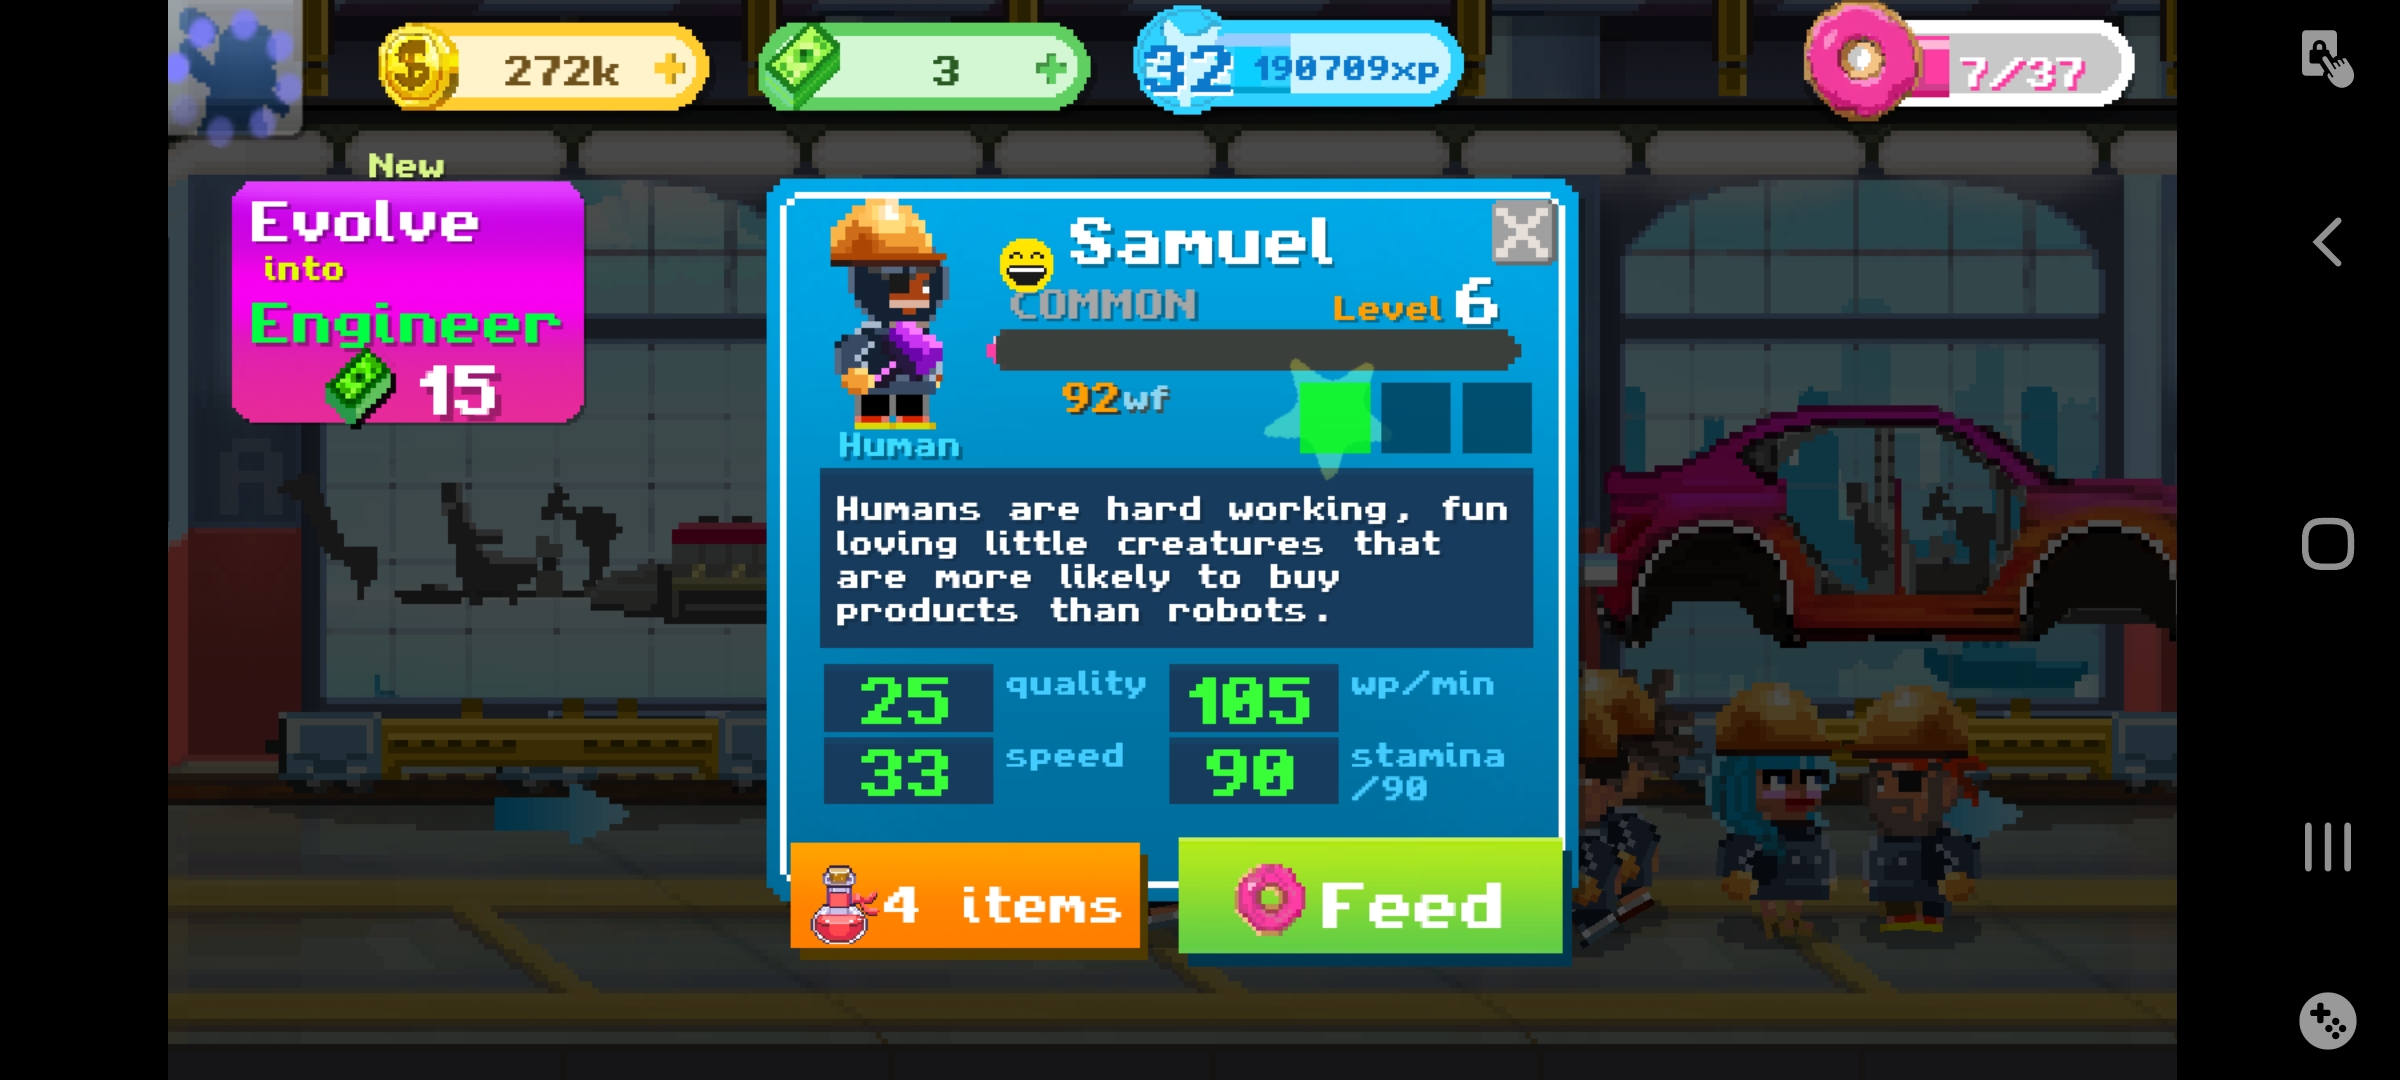 272k
3
32 190709xp
7/37
New
Evolve
into
Engineer
15
Samuel
COMMON
Level 6
92wf
Human
Humans are hard working, fun
loving little creatures that
are more likely to buy
products than robots.
25 quality
105 wp/min
33 speed
90 stamina
/90
4 items
Feed
A